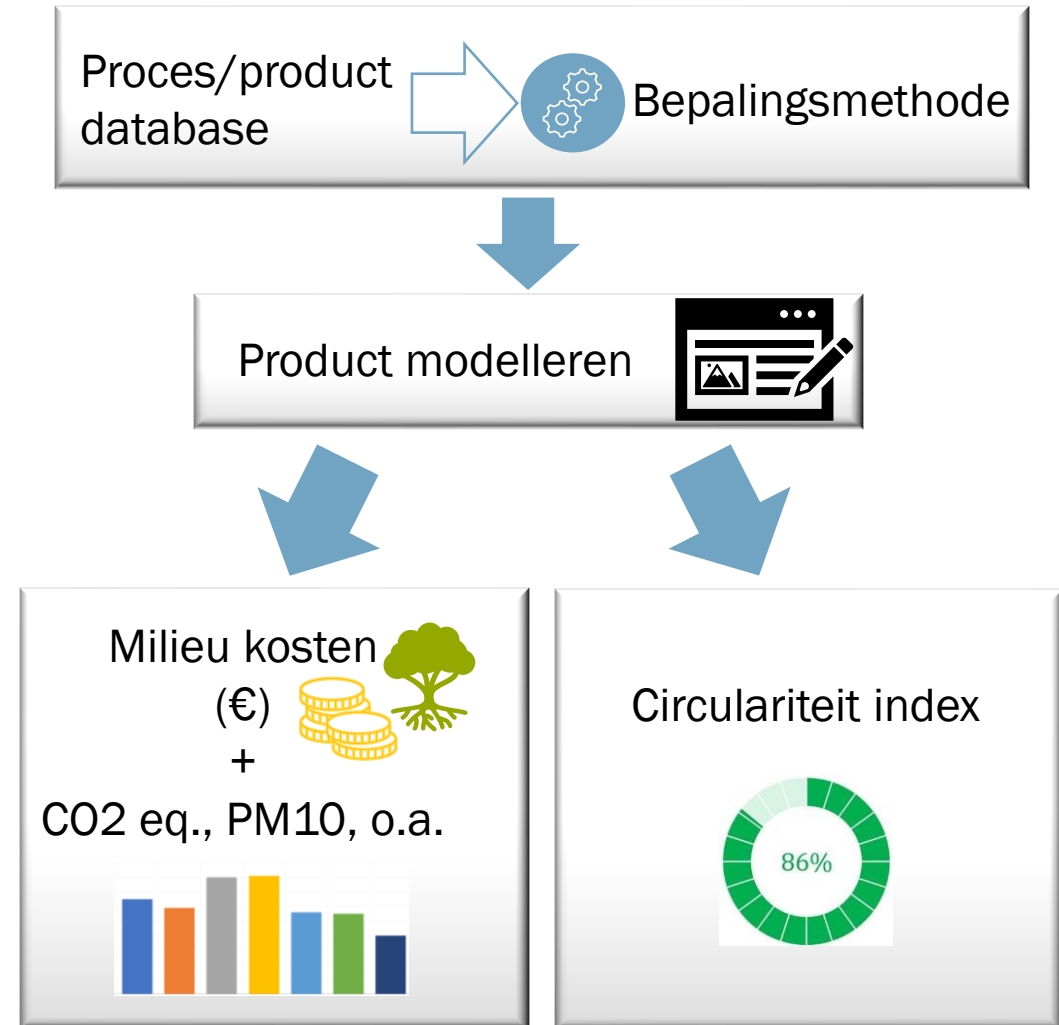 Proces/product
database
Bepalingsmethode
Product modelleren
Milieu kosten
(€)
+
CO2 eq., PM10, o.a.
Circulariteit index
86%